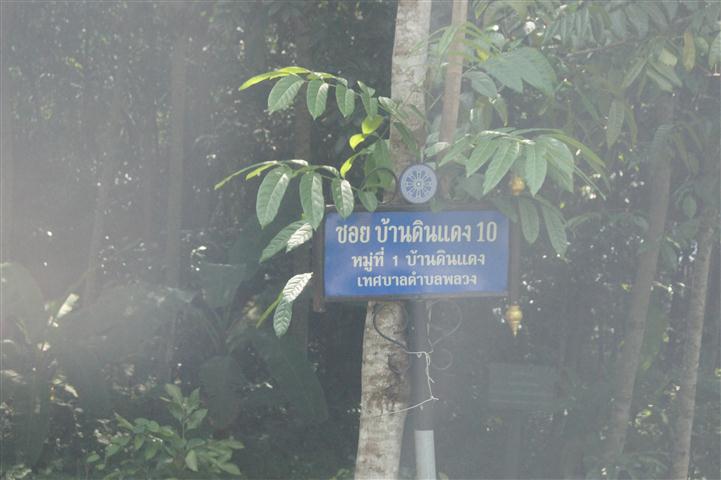 ซอย บ้านดินแดง 10
หมู่ที่ 1 บ้านดินแดง
เทศบาลตำบลพลวง